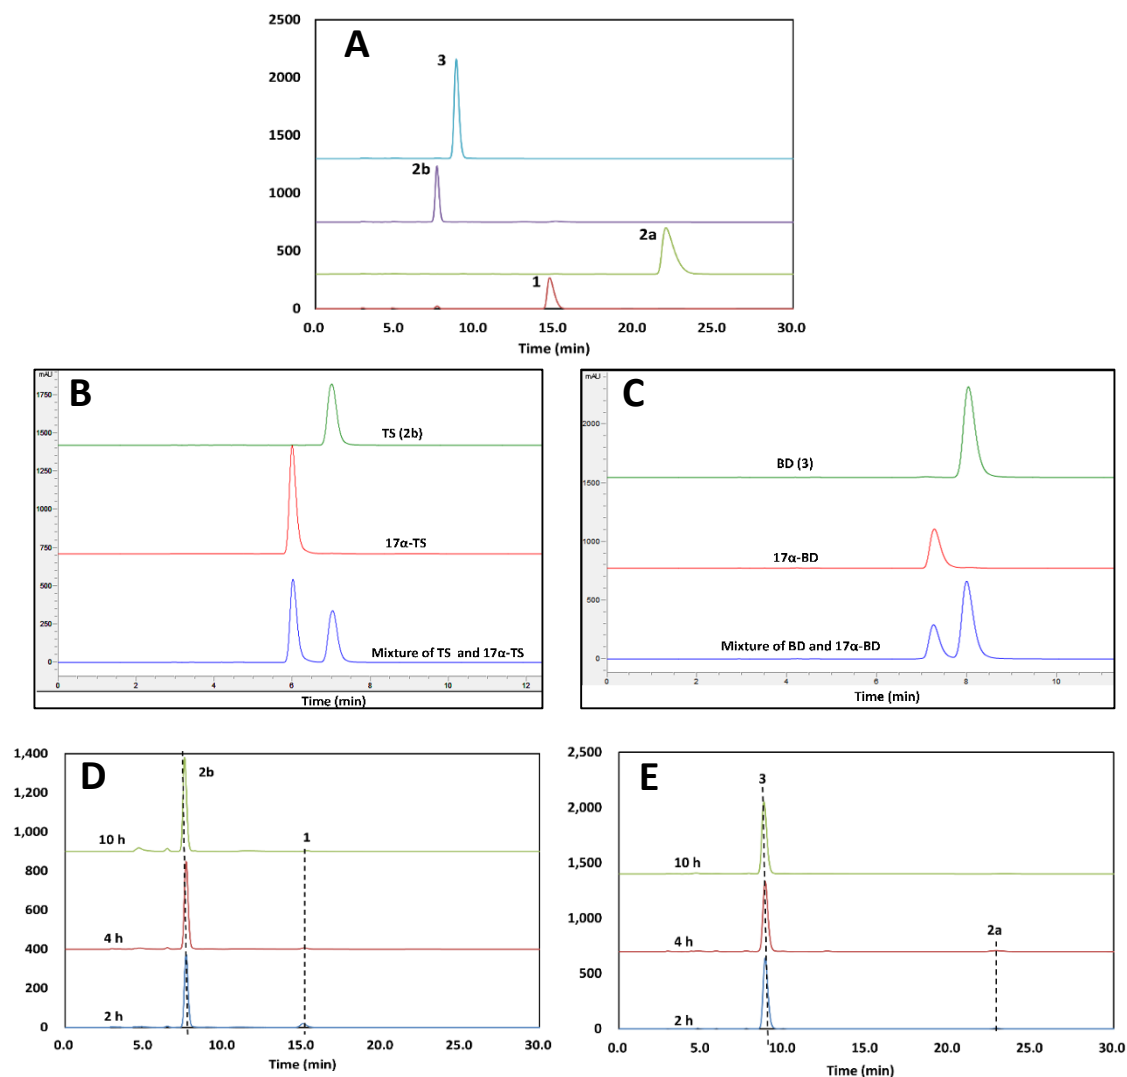 A
2500
2000
1500
1000
500
0
3
2b
2a
1
0.0 5.0 10.0 15.0 20.0 25.0 30.0
Time (min)
B
mAU
1750
1500
1250
1000
750
500
250
0
TS (2b)
17α-TS
Mixture of TS and 17α-TS
0 2 4 6 8 10 12
Time (min)
C
mAU
2000
1500
1000
500
0
BD (3)
17α-BD
Mixture of BD and 17α-BD
0 2 4 6 8 10
Time (min)
D
1,400
1,200
1,000
800
600
400
200
0
2b
1
10 h
4 h
2 h
0.0 5.0 10.0 15.0 20.0 25.0 30.0
Time (min)
E
2,500
2,000
1,500
1,000
500
0
3
2a
10 h
4 h
2 h
0.0 5.0 10.0 15.0 20.0 25.0 30.0
Time (min)